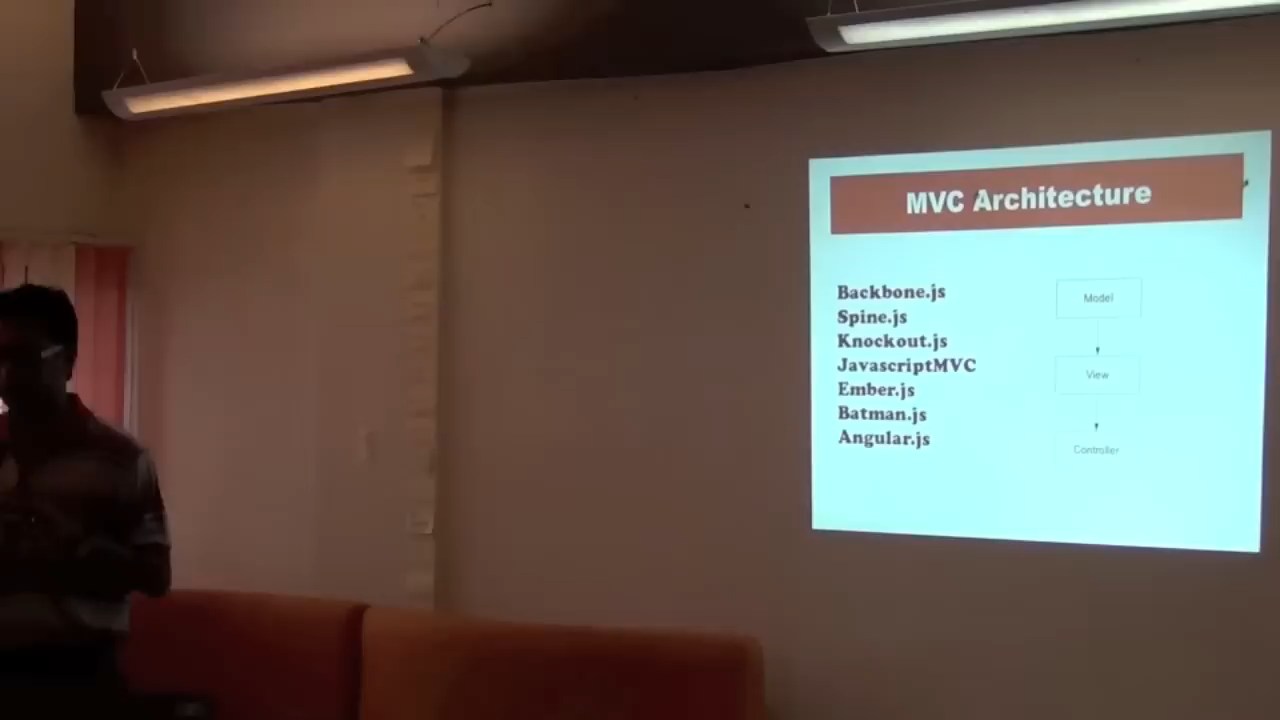 MVC Architecture
Backbone.js
Spine.js
Knockout.js
JavascriptMVC
Ember.js
Batman.js
Angular.js
Model
View
Controller